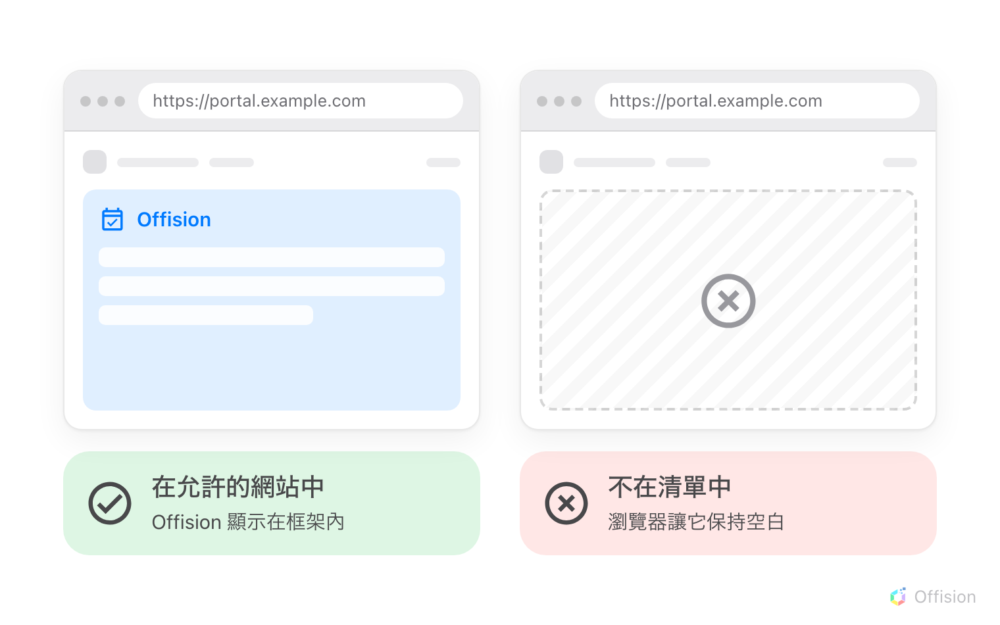 https://portal.example.com
Offision
在允許的網站中
Offision 顯示在框架內
https://portal.example.com
不在清單中
瀏覽器讓它保持空白
Offision